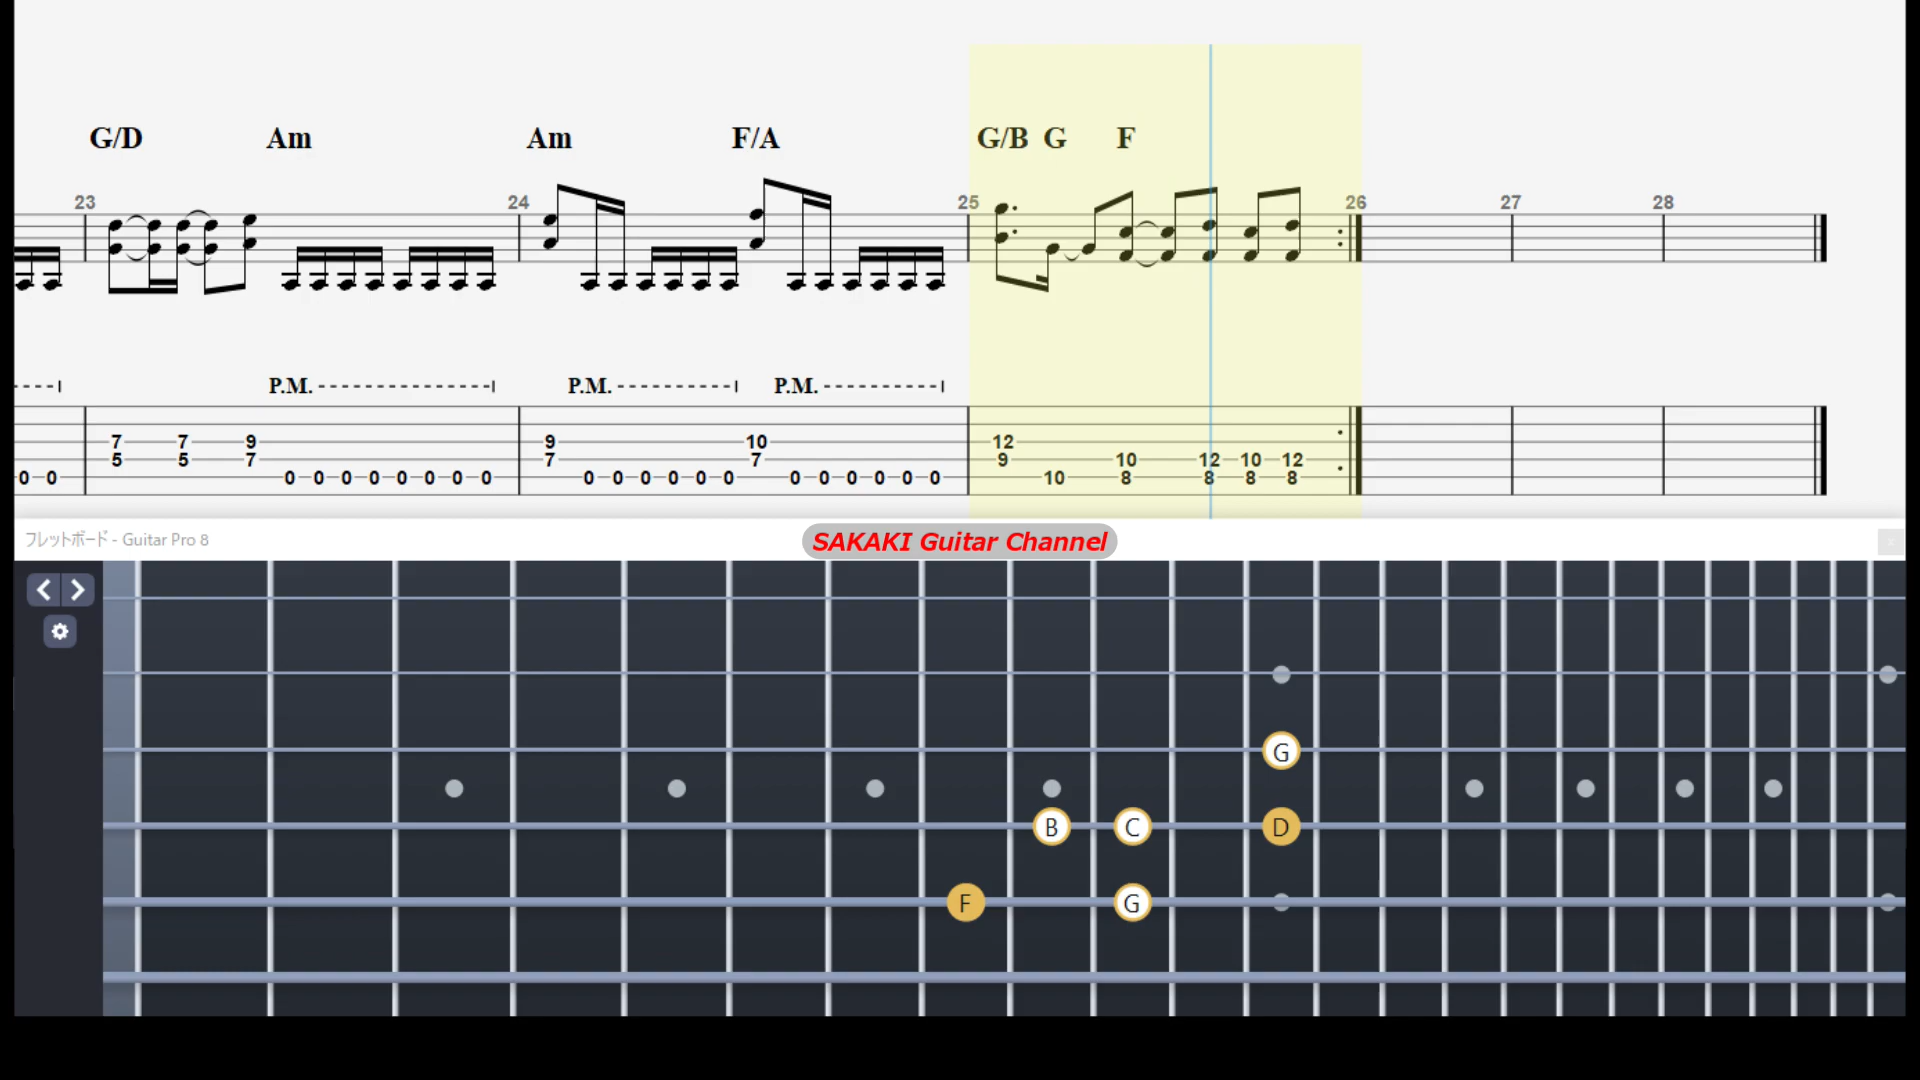 G/D Am Am F/A G/B G F
23 24 25 26 27 28
P.M. P.M. P.M.
7 7 9 9 10 12
5 5 7 7 7 9 10 12 10 12
0 0 0 0 0 0 0 0 0 0 0 0 0 0 0 0 0 0 0 0 0 0 10 8 8 8 8
フレットボード - Guitar Pro 8
SAKAKI Guitar Channel
G
B C D
F G